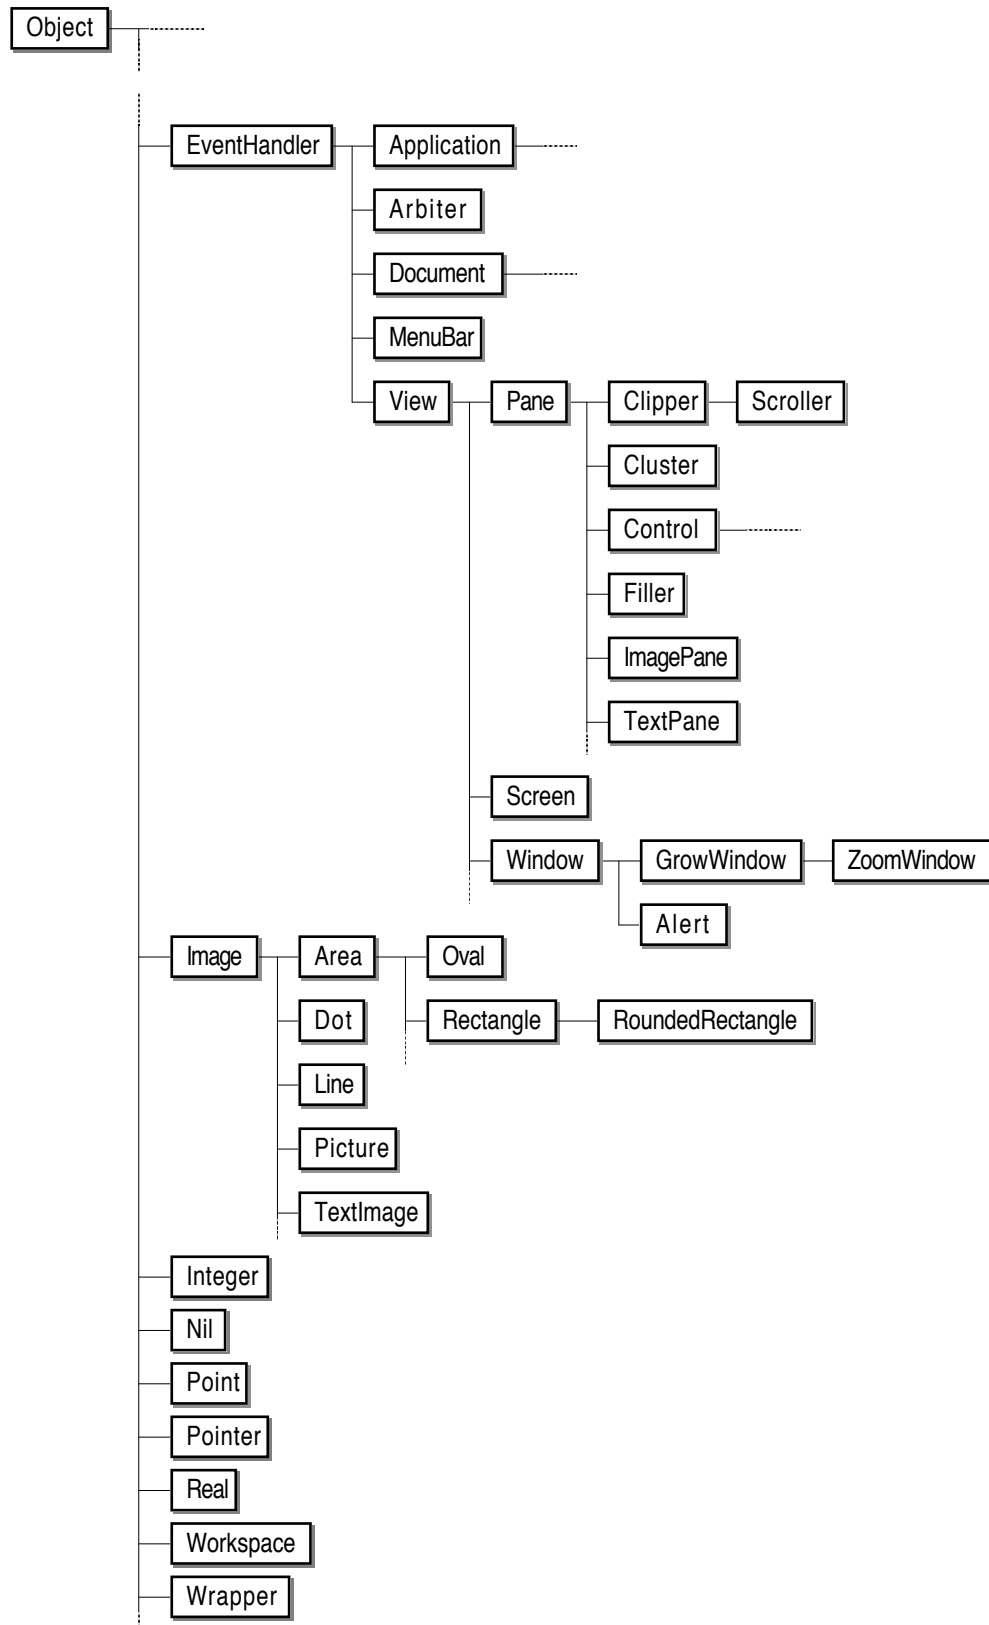 Object
EventHandler
Application
Arbiter
Document
MenuBar
View
Pane
Clipper
Scroller
Cluster
Control
Filler
ImagePane
TextPane
Screen
Window
GrowWindow
ZoomWindow
Alert
Image
Area
Oval
Dot
Rectangle
RoundedRectangle
Line
Picture
TextImage
Integer
Nil
Point
Pointer
Real
Workspace
Wrapper